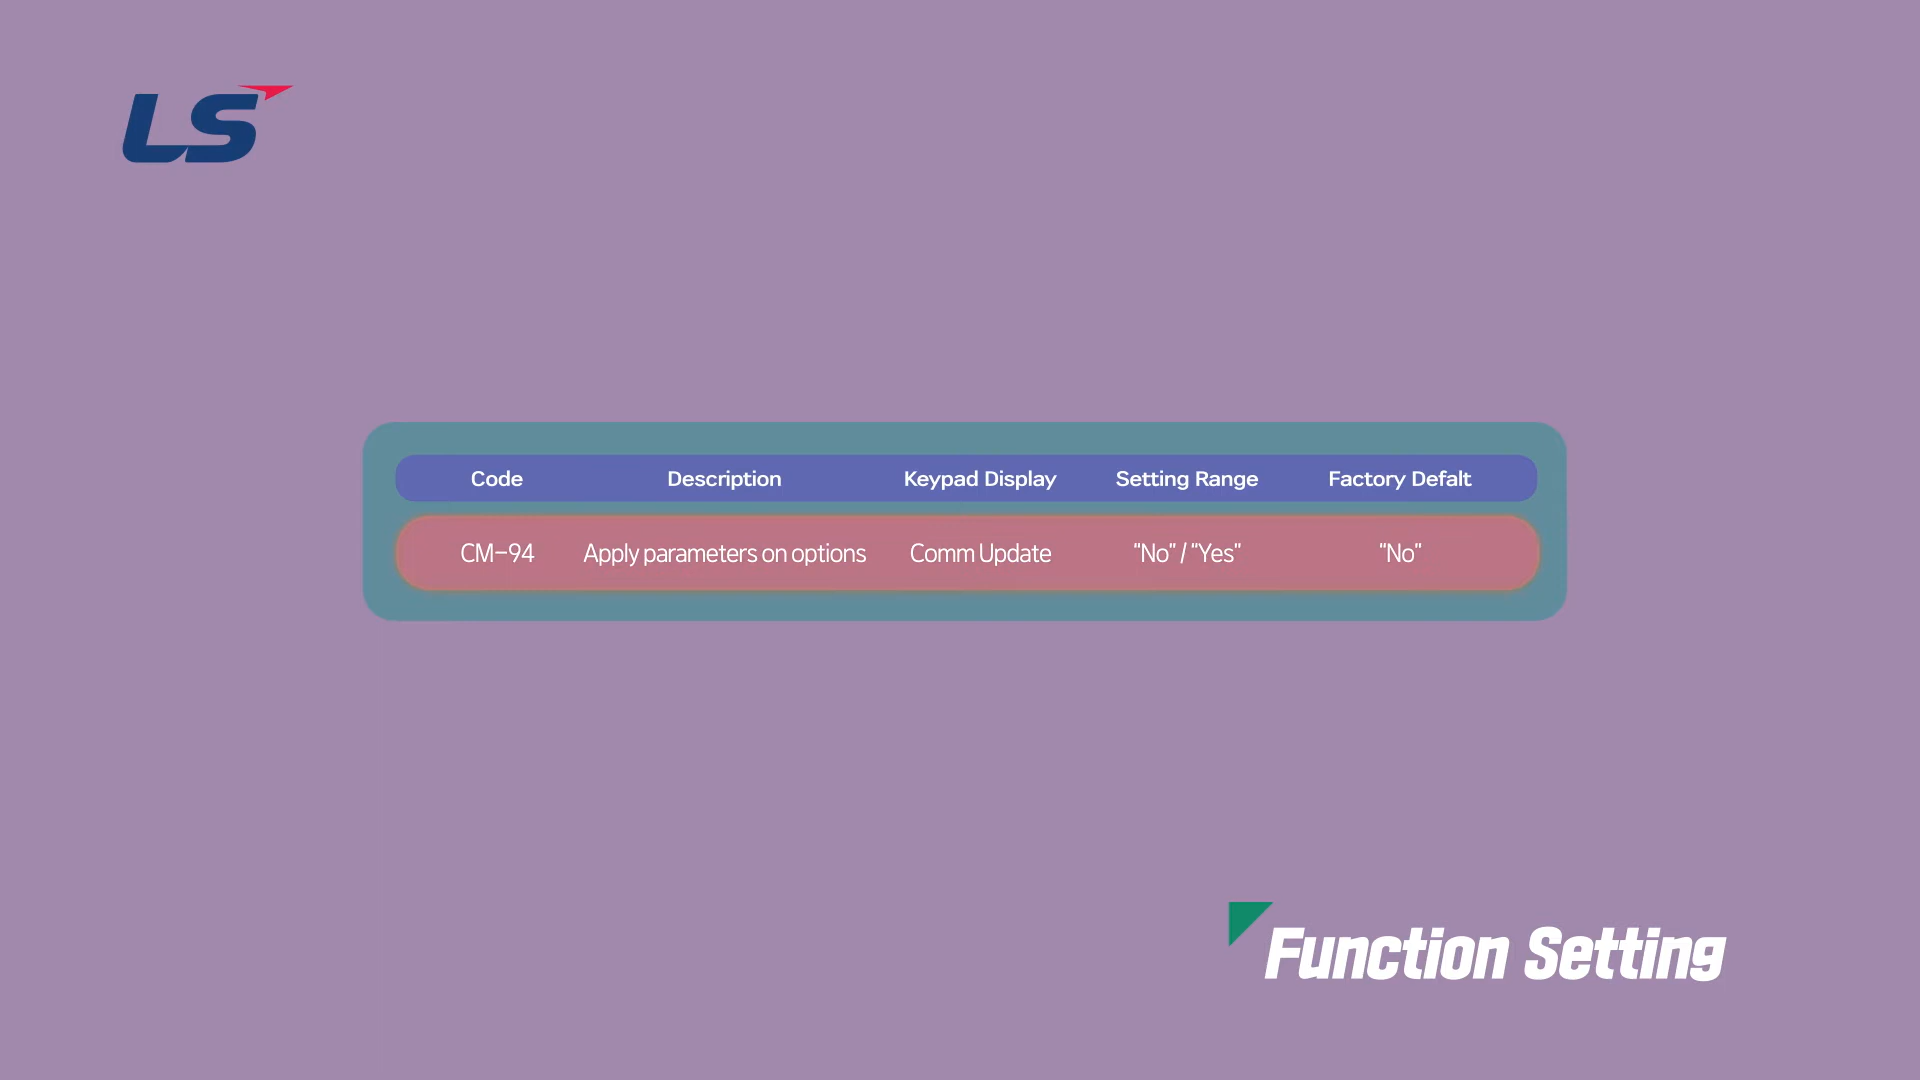 LS
Code Description Keypad Display Setting Range Factory Defalt
CM-94 Apply parameters on options Comm Update "No" / "Yes" "No"
Function Setting